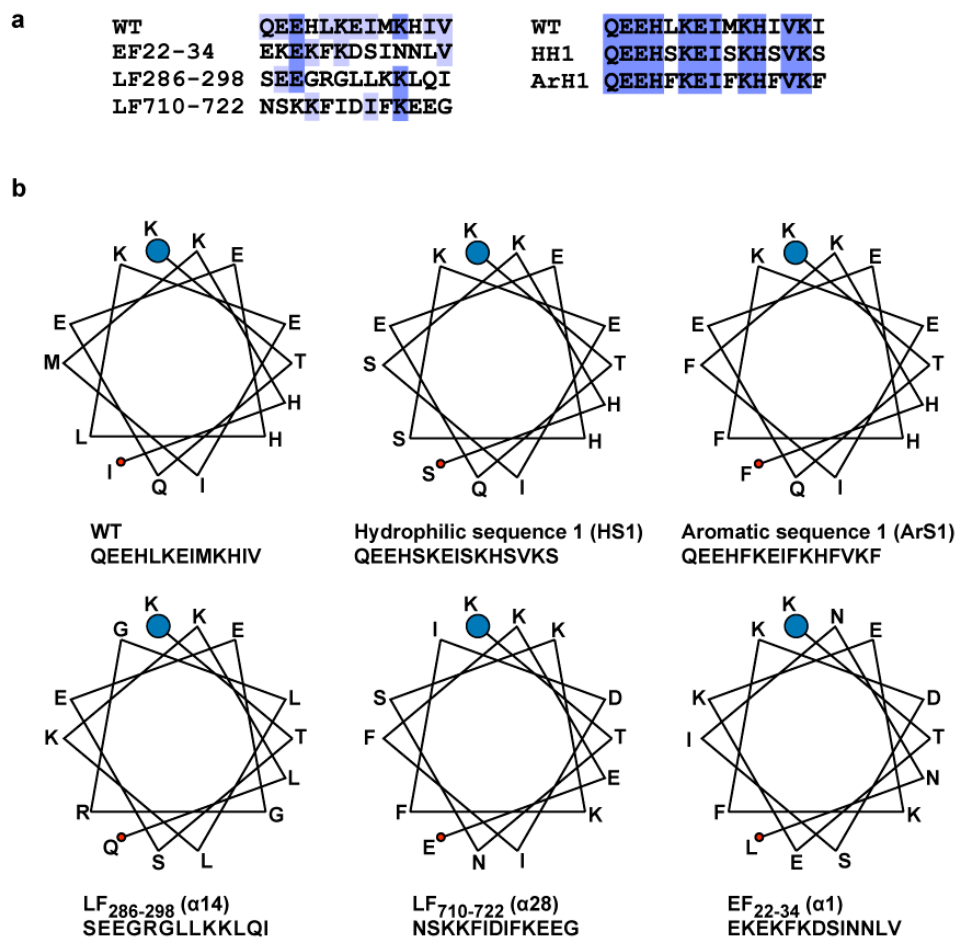 a
WT QEEHLKEIMKHIV
EF22-34 EKEKFKDSINNLV
LF286-298 SEEGRGLLKKLQI
LF710-722 NSKKFIDIFKEEG
WT QEEHLKEIMKHIVKI
HH1 QEEHSKEISKHSVKS
ArH1 QEEHFKEIFKHFVKF
b
K
K K E
E E
M T
H
L H
I Q I
WT
QEEHLKEIMKHIV
K
K K E
E E
S T
H
S H
S Q I
Hydrophilic sequence 1 (HS1)
QEEHSKEISKHSVKS
K
K K E
E E
F T
H
F H
F Q I
Aromatic sequence 1 (ArS1)
QEEHFKEIFKHFVKF
K
G K E
E L
K T
L
R G
Q S L
LF286-298 (α14)
SEEGRGLLKKLQI
K
I K K
S D
F T
E
F K
E N I
LF710-722 (α28)
NSKKFIDIFKEEG
K
K N E
K D
I T
N
F K
L E S
EF22-34 (α1)
EKEKFKDSINNLV